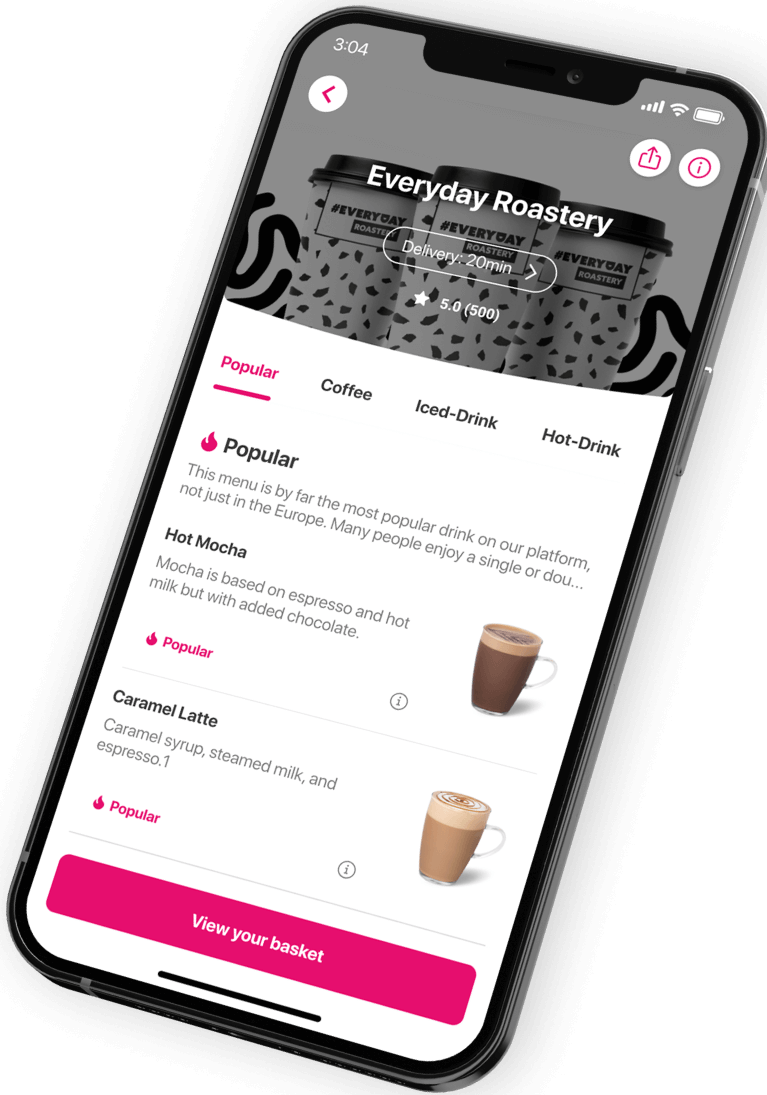 3:04
Everyday Roastery
#EVERYDAY
ROASTERY
#EVERYDAY
ROASTERY
#EVERYDAY
ROASTERY
Delivery: 20min
5.0 (500)
Popular
Coffee
Iced-Drink
Hot-Drink
Popular
This menu is by far the most popular drink on our platform,
not just in the Europe. Many people enjoy a single or dou...
Hot Mocha
Mocha is based on espresso and hot
milk but with added chocolate.
Popular
Caramel Latte
Caramel syrup, steamed milk, and
espresso.1
Popular
View your basket